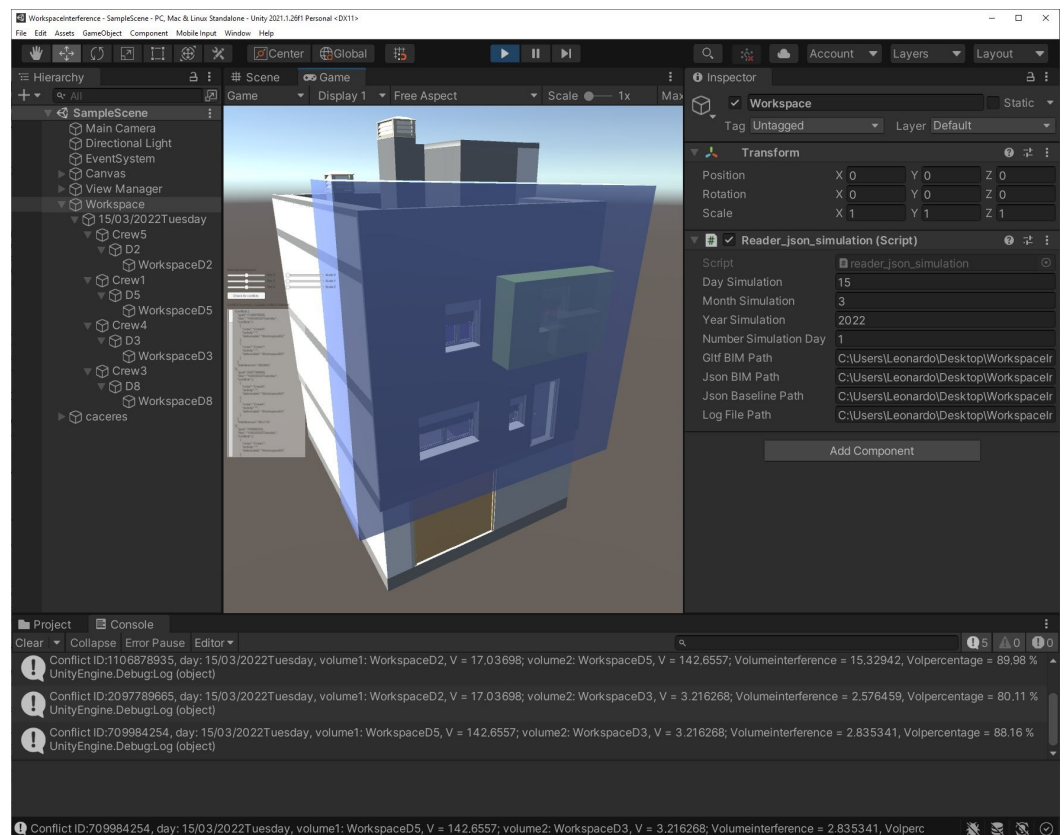 WorkspaceInterference - SampleScene - PC, Mac & Linux Standalone - Unity 2021.1.26f1 Personal <DX11>
File Edit Assets GameObject Component Mobile Input Window Help
Center Global
Account Layers Layout
Hierarchy
All
SampleScene
Main Camera
Directional Light
EventSystem
Canvas
View Manager
Workspace
15/03/2022Tuesday
Crew5
D2
WorkspaceD2
Crew1
D5
WorkspaceD5
Crew4
D3
WorkspaceD3
Crew3
D8
WorkspaceD8
caceres
Scene Game
Game Display 1 Free Aspect Scale 1x Max
Inspector
Workspace Static
Tag Untagged Layer Default
Transform
Position X 0 Y 0 Z 0
Rotation X 0 Y 0 Z 0
Scale X 1 Y 1 Z 1
Reader_json_simulation (Script)
Script reader_json_simulation
Day Simulation 15
Month Simulation 3
Year Simulation 2022
Number Simulation Day 1
Gltf BIM Path C:\Users\Leonardo\Desktop\WorkspaceIr
Json BIM Path C:\Users\Leonardo\Desktop\WorkspaceIr
Json Baseline Path C:\Users\Leonardo\Desktop\WorkspaceIr
Log File Path C:\Users\Leonardo\Desktop\WorkspaceIr
Add Component
Project Console
Clear Collapse Error Pause Editor 5 0 0
Conflict ID:1106878935, day: 15/03/2022Tuesday, volume1: WorkspaceD2, V = 17,03698; volume2: WorkspaceD5, V = 142,6557; Volumeinterference = 15,32942, Volpercentage = 89,98 %
UnityEngine.Debug:Log (object)
Conflict ID:2097789665, day: 15/03/2022Tuesday, volume1: WorkspaceD2, V = 17.03698; volume2: WorkspaceD3, V = 3.216268; Volumeinterference = 2.576459, Volpercentage = 80.11 %
UnityEngine.Debug:Log (object)
Conflict ID:709984254, day: 15/03/2022Tuesday, volume1: WorkspaceD5, V = 142,6557; volume2: WorkspaceD3, V = 3.216268; Volumeinterference = 2.835341, Volpercentage = 88.16 %
UnityEngine.Debug:Log (object)
Conflict ID:709984254, day: 15/03/2022Tuesday, volume1: WorkspaceD5, V = 142,6557; volume2: WorkspaceD3, V = 3.216268; Volumeinterference = 2.835341, Volperc